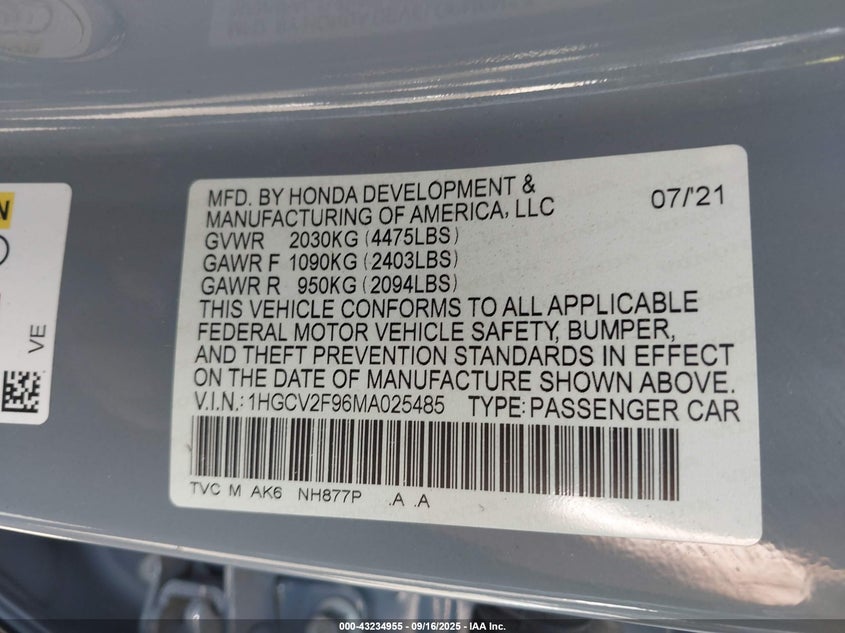 MFD. BY HONDA DEVELOPMENT &
MANUFACTURING OF AMERICA, LLC 07/'21
GVWR 2030KG (4475LBS)
GAWR F 1090KG (2403LBS)
GAWR R 950KG (2094LBS)
THIS VEHICLE CONFORMS TO ALL APPLICABLE
FEDERAL MOTOR VEHICLE SAFETY, BUMPER,
AND THEFT PREVENTION STANDARDS IN EFFECT
ON THE DATE OF MANUFACTURE SHOWN ABOVE.
V.I.N.: 1HGCV2F96MA025485 TYPE: PASSENGER CAR
TVC M AK6 NH877P .A .A
N
VE
000-43234955 - 09/16/2025 - IAA Inc.